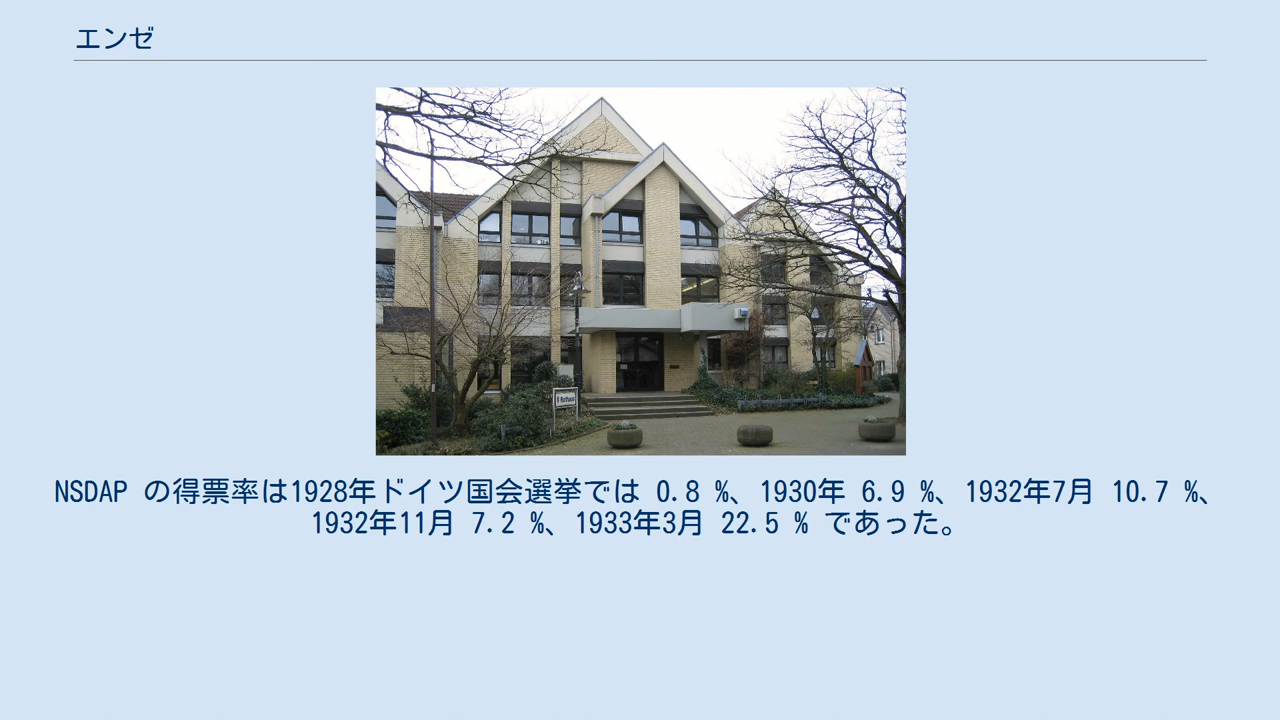 エンゼ
Rathaus
NSDAP の得票率は1928年ドイツ国会選挙では 0.8 %、1930年 6.9 %、1932年7月 10.7 %、
1932年11月 7.2 %、1933年3月 22.5 % であった。